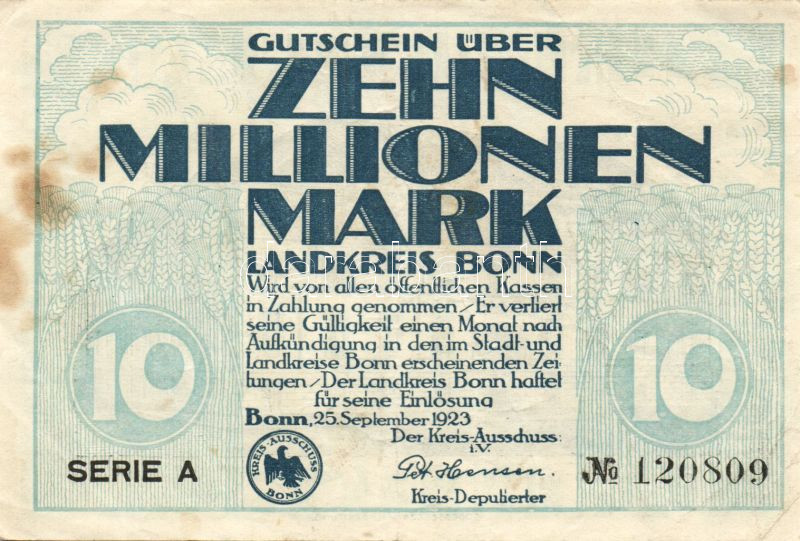 GUTSCHEIN ÜBER
ZEHN
MILLIONEN
MARK
LANDKREIS BONN
Wird von allen öffentlichen Kassen
in Zahlung genommen / Er verliert
seine Gültigkeit einen Monat nach
Aufkündigung in den im Stadt- und
Landkreise Bonn erscheinenden Zei-
tungen / Der Landkreis Bonn haftet
für seine Einlösung
Bonn, 25. September 1923
Der Kreis-Ausschuss:
i.V.
Pet. Hensen.
Kreis-Deputierter
10
10
SERIE A
KREIS-AUSSCHUSS
BONN
№ 120809